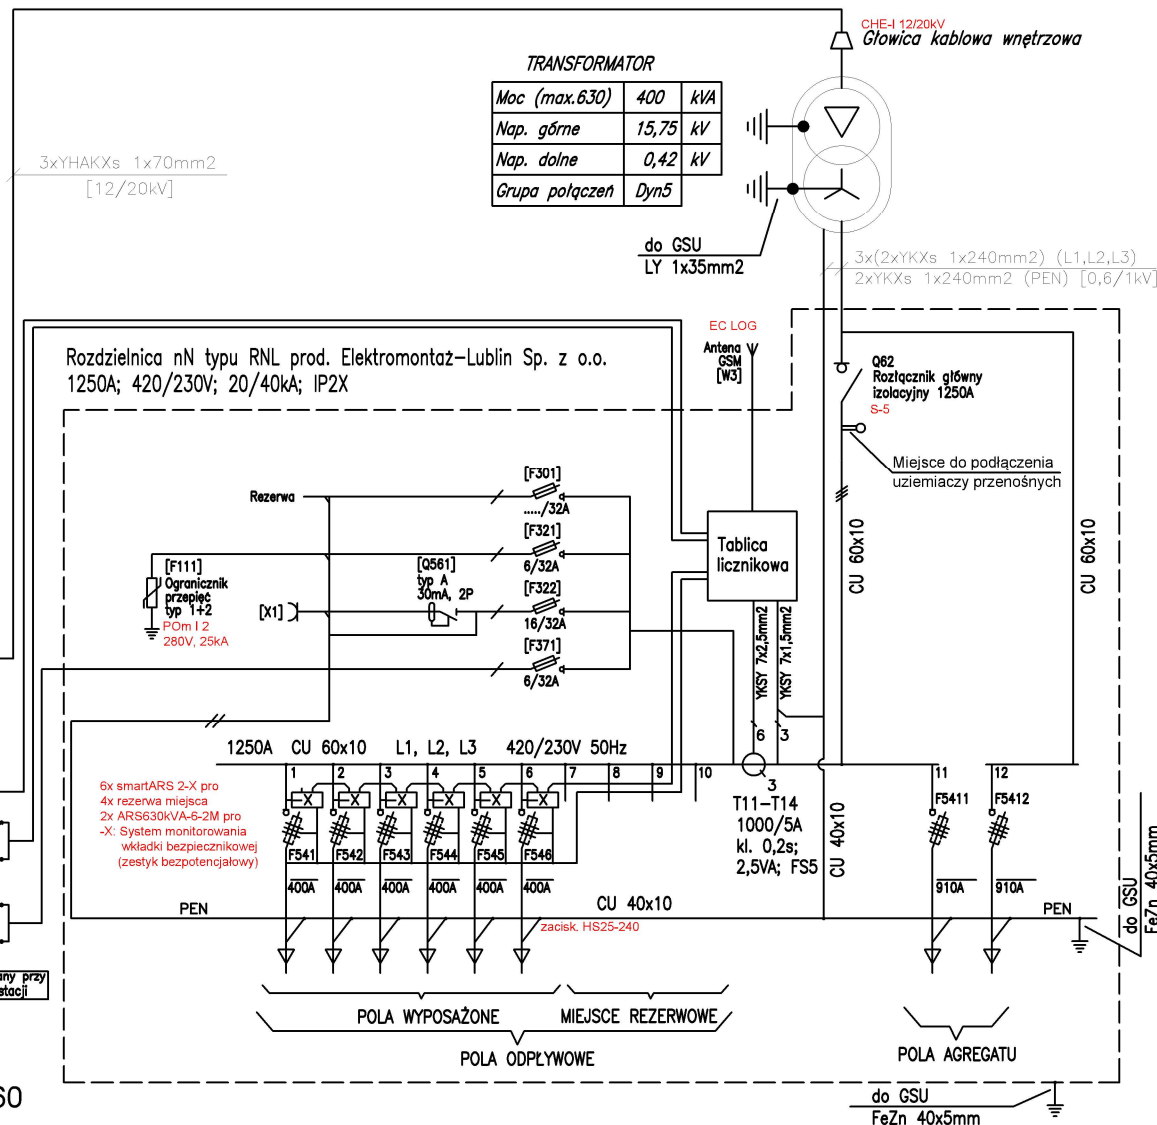 CHE-I 12/20kV
Głowica kablowa wnętrzowa
TRANSFORMATOR
Moc (max.630) 400 kVA
Nap. górne 15,75 kV
Nap. dolne 0,42 kV
Grupa połączeń Dyn5
3xYHAKXs 1x70mm2
[12/20kV]
do GSU
LY 1x35mm2
3x(2xYKXs 1x240mm2) (L1,L2,L3)
2xYKXs 1x240mm2 (PEN) [0,6/1kV]
EC LOG
Antena
GSM
[W3]
Rozdzielnica nN typu RNL prod. Elektromontaż-Lublin Sp. z o.o.
1250A; 420/230V; 20/40kA; IP2X
Q62
Rozłącznik główny
izolacyjny 1250A
S-5
Miejsce do podłączenia
uziemiaczy przenośnych
Rezerwa
[F301]
...../32A
[F321]
6/32A
[F322]
16/32A
[F371]
6/32A
[F111]
Ogranicznik
przepięć
typ 1+2
POm I 2
280V, 25kA
[X1]
[Q561]
typ A
30mA, 2P
Tablica
licznikowa
YKSY 7x2,5mm2
YKSY 7x1,5mm2
6
3
CU 60x10
CU 60x10
1250A CU 60x10 L1, L2, L3 420/230V 50Hz
1 2 3 4 5 6 7 8 9 10
3
11 12
X X X X X X
6x smartARS 2-X pro
4x rezerwa miejsca
2x ARS630kVA-6-2M pro
-X: System monitorowania
wkładki bezpiecznikowej
(zestyk bezpotencjałowy)
T11-T14
1000/5A
kl. 0,2s;
2,5VA; FS5
CU 40x10
F5411 F5412
F541 F542 F543 F544 F545 F546
400A 400A 400A 400A 400A 400A
910A 910A
PEN
CU 40x10
PEN
zacisk. HS25-240
do GSU
FeZn 40x5mm
any przy
stacji
POLA WYPOSAŻONE
MIEJSCE REZERWOWE
POLA ODPŁYWOWE
POLA AGREGATU
do GSU
FeZn 40x5mm
60